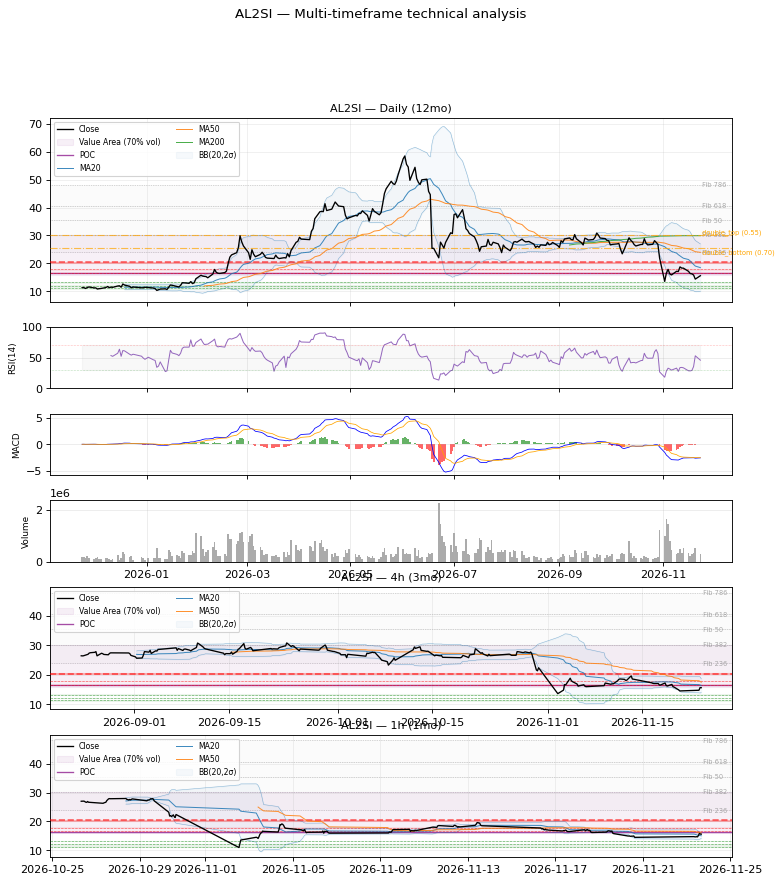 AL2SI — Multi-timeframe technical analysis
AL2SI — Daily (12mo)
Close
Value Area (70% vol)
POC
MA20
MA50
MA200
BB(20,2σ)
70
60
50
40
30
20
10
Fib 786
Fib 618
Fib 50
double_top (0.55)
bottom (0.70)
RSI(14)
100
50
0
MACD
5
0
−5
Volume
1e6
2
0
2026-01
2026-03
2026-05
2026-07
2026-09
2026-11
AL2SI — 4h (3mo)
Close
Value Area (70% vol)
POC
MA20
MA50
BB(20,2σ)
40
30
20
10
Fib 786
Fib 618
Fib 50
Fib 382
Fib 236
2026-09-01
2026-09-15
2026-10-01
2026-10-15
2026-11-01
2026-11-15
AL2SI — 1h (1mo)
Close
Value Area (70% vol)
POC
MA20
MA50
BB(20,2σ)
40
30
20
10
Fib 786
Fib 618
Fib 50
Fib 382
Fib 236
2026-10-25
2026-10-29
2026-11-01
2026-11-05
2026-11-09
2026-11-13
2026-11-17
2026-11-21
2026-11-25